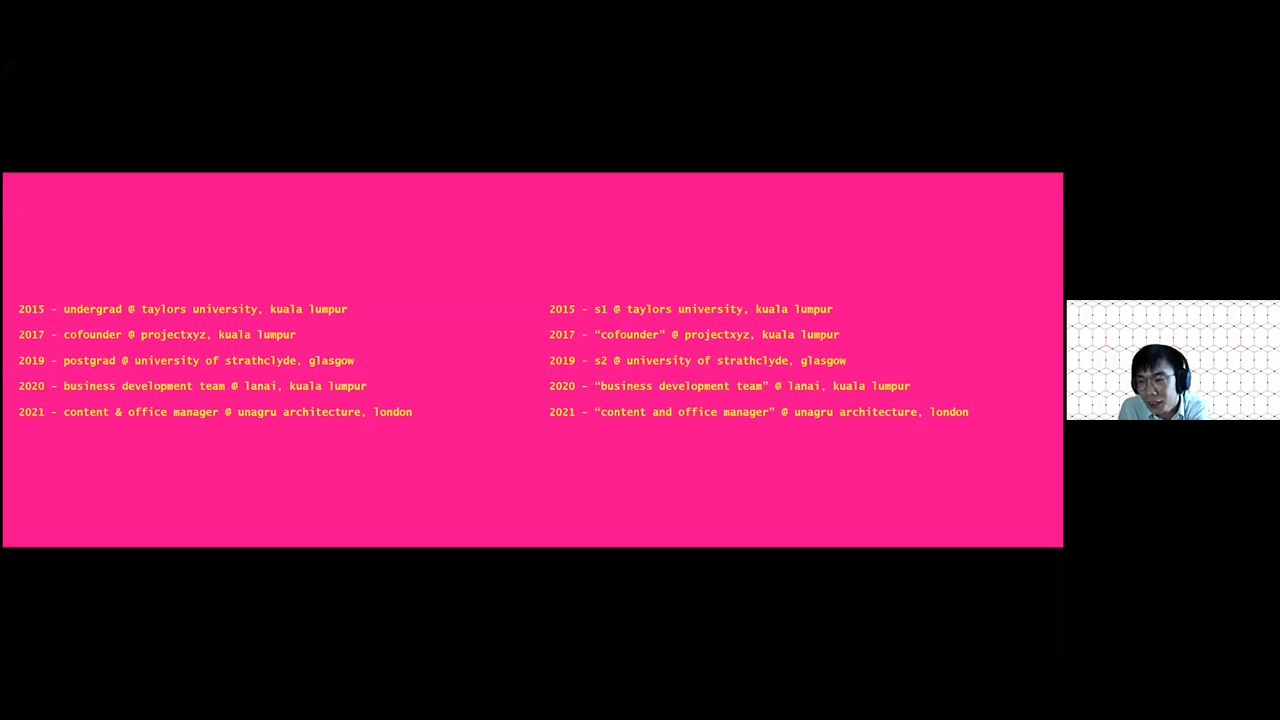 2015 - undergrad @ taylors university, kuala lumpur
2017 - cofounder @ projectxyz, kuala lumpur
2019 - postgrad @ university of strathclyde, glasgow
2020 - business development team @ lanai, kuala lumpur
2021 - content & office manager @ unagru architecture, london
2015 - s1 @ taylors university, kuala lumpur
2017 - “cofounder” @ projectxyz, kuala lumpur
2019 - s2 @ university of strathclyde, glasgow
2020 - “business development team” @ lanai, kuala lumpur
2021 - “content and office manager” @ unagru architecture, london